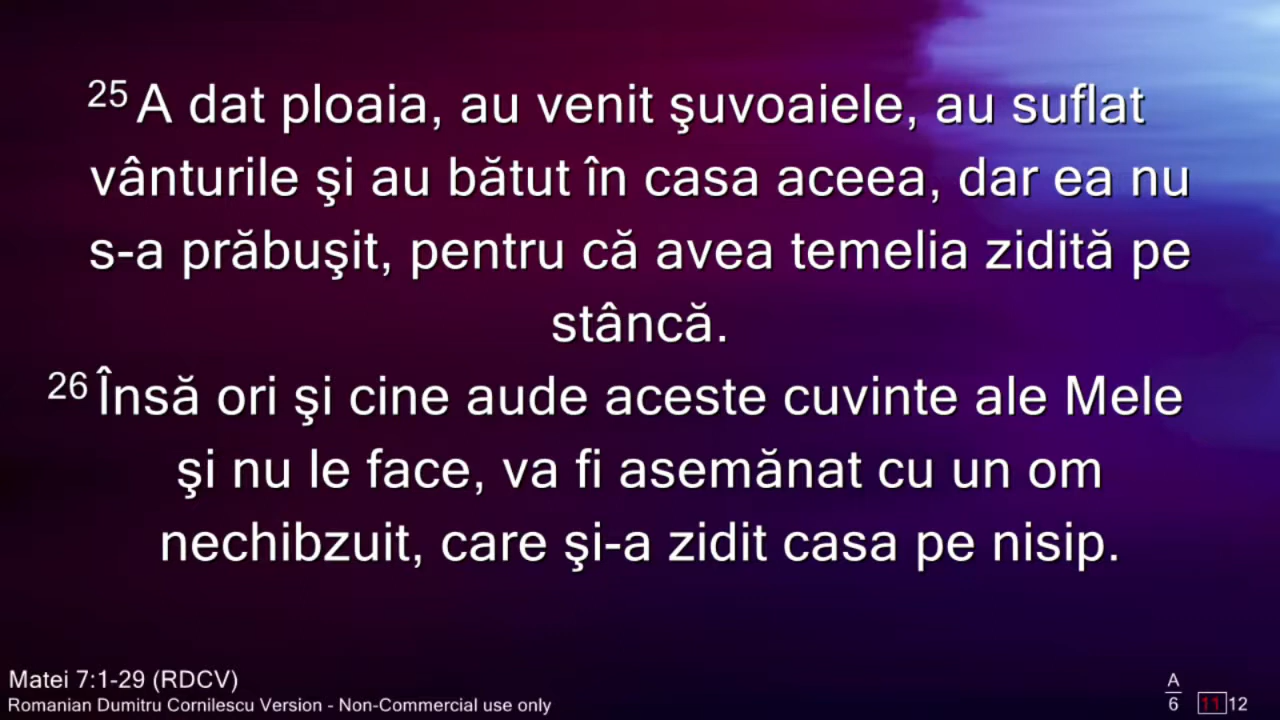 25 A dat ploaia, au venit şuvoaiele, au suflat
vânturile şi au bătut în casa aceea, dar ea nu
s-a prăbuşit, pentru că avea temelia zidită pe
stâncă.
26 Însă ori şi cine aude aceste cuvinte ale Mele
şi nu le face, va fi asemănat cu un om
nechibzuit, care şi-a zidit casa pe nisip.
Matei 7:1-29 (RDCV)
Romanian Dumitru Cornilescu Version - Non-Commercial use only
A
6
11 12